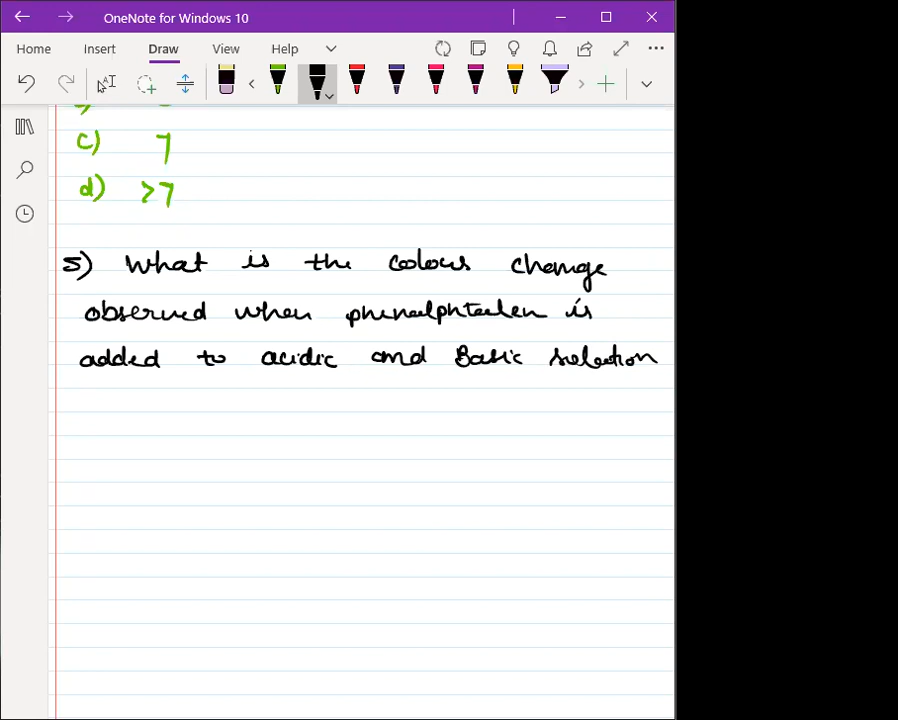 OneNote for Windows 10
Home Insert Draw View Help
c) 7
d) >7
5) What is the colour change
observed when phenalphtalen is
added to acidic and Basic solution